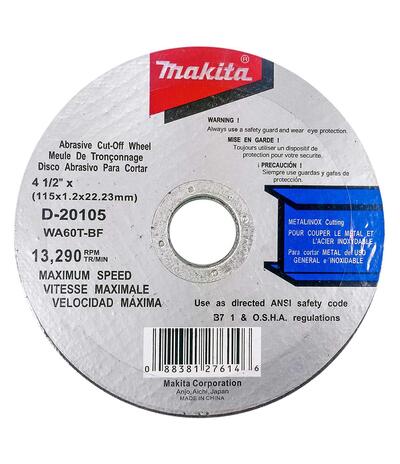 Makita®
WARNING !
Always use a safety guard and wear eye protection.
MISE EN GARDE !
Toujours utiliser un dispositif de
protection pour votre securité.
¡PRECAUCIÓN !
Siempre use guardas y gafas de
protección.
Abrasive Cut-Off Wheel
Meule De Tronçonnage
Disco Abrasivo Para Cortar
4 1/2" x
(115x1.2x22.23mm)
D-20105
WA60T-BF
13,290 RPM
TR/MIN
MAXIMUM SPEED
VITESSE MAXIMALE
VELOCIDAD MÁXIMA
METAL/INOX Cutting
POUR COUPER LE METAL ET
L'ACIER INOXYDABLE
Para cortar METAL de USO
GENERAL e INOXIDABLE
Use as directed ANSI safety code
B7 1 & O.S.H.A. regulations
0 88381 27614 6
Makita Corporation
Anjo, Aichi, Japan
MADE IN CHINA